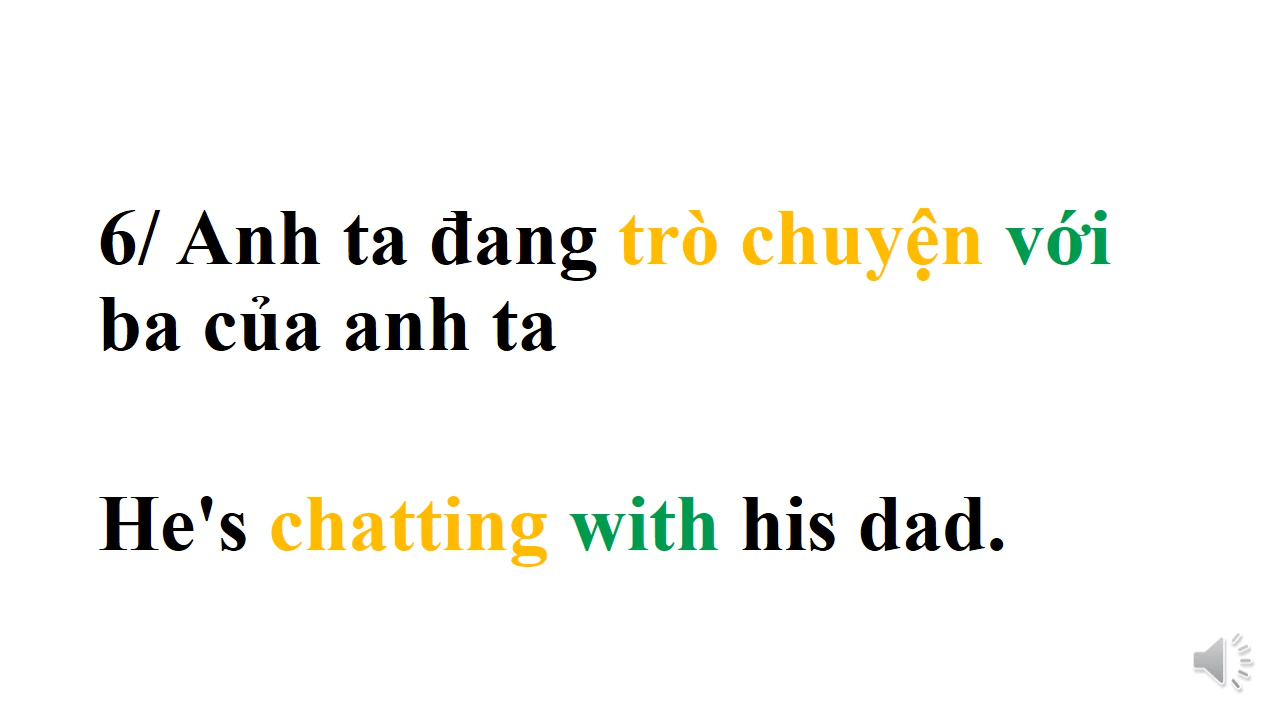 6/ Anh ta đang trò chuyện với
ba của anh ta
He's chatting with his dad.